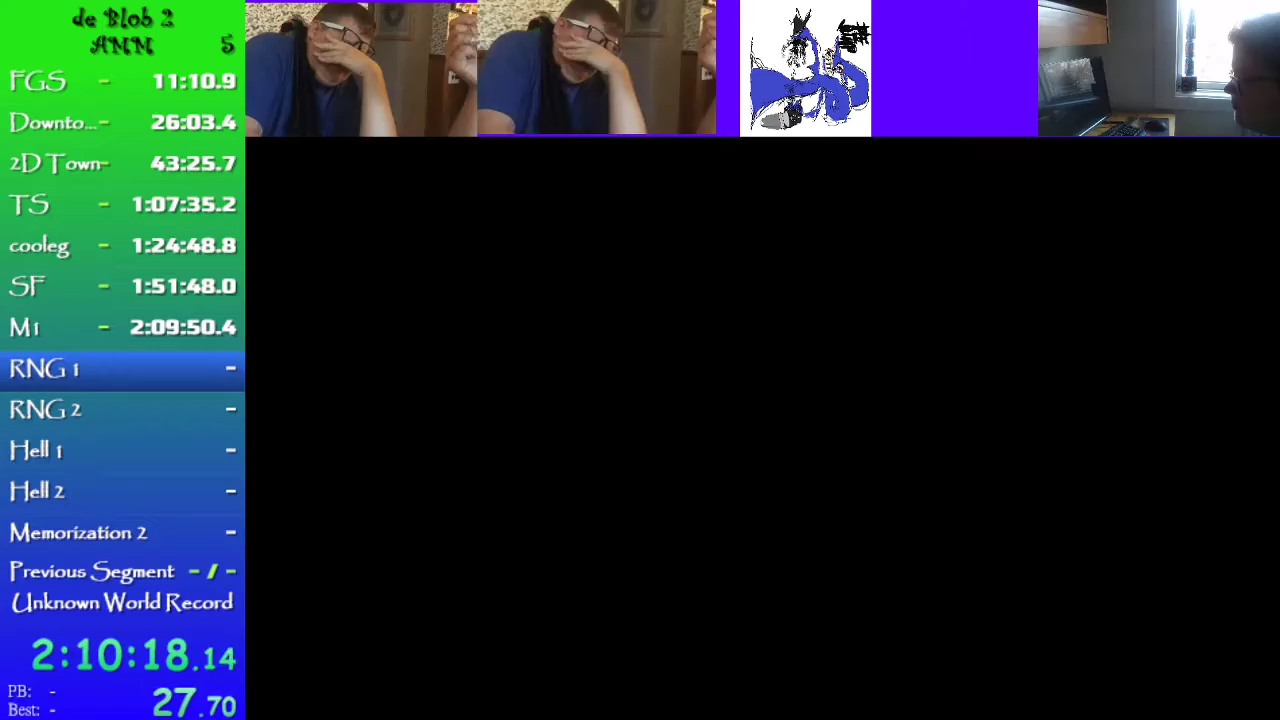 de Blob 2
AMM 5
FGS - 11:10.9
Downto... - 26:03.4
2D Town - 43:25.7
TS - 1:07:35.2
cooleg - 1:24:48.8
SF - 1:51:48.0
M1 - 2:09:50.4
RNG 1 -
RNG 2 -
Hell 1 -
Hell 2 -
Memorization 2 -
Previous Segment - / -
Unknown World Record
2:10:18.14
PB: -
Best: - 27.70